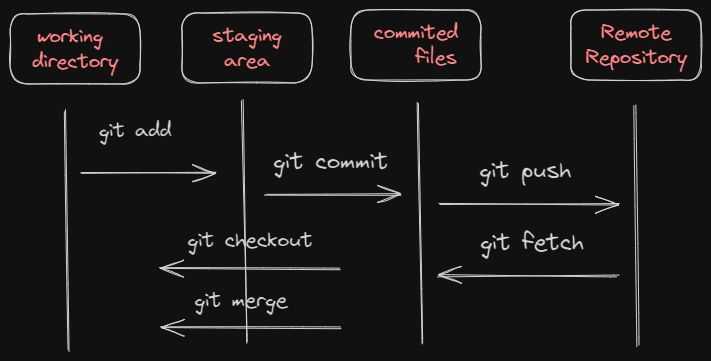 working
directory
staging
area
commited
files
Remote
Repository
git add
git commit
git push
git checkout
git fetch
git merge